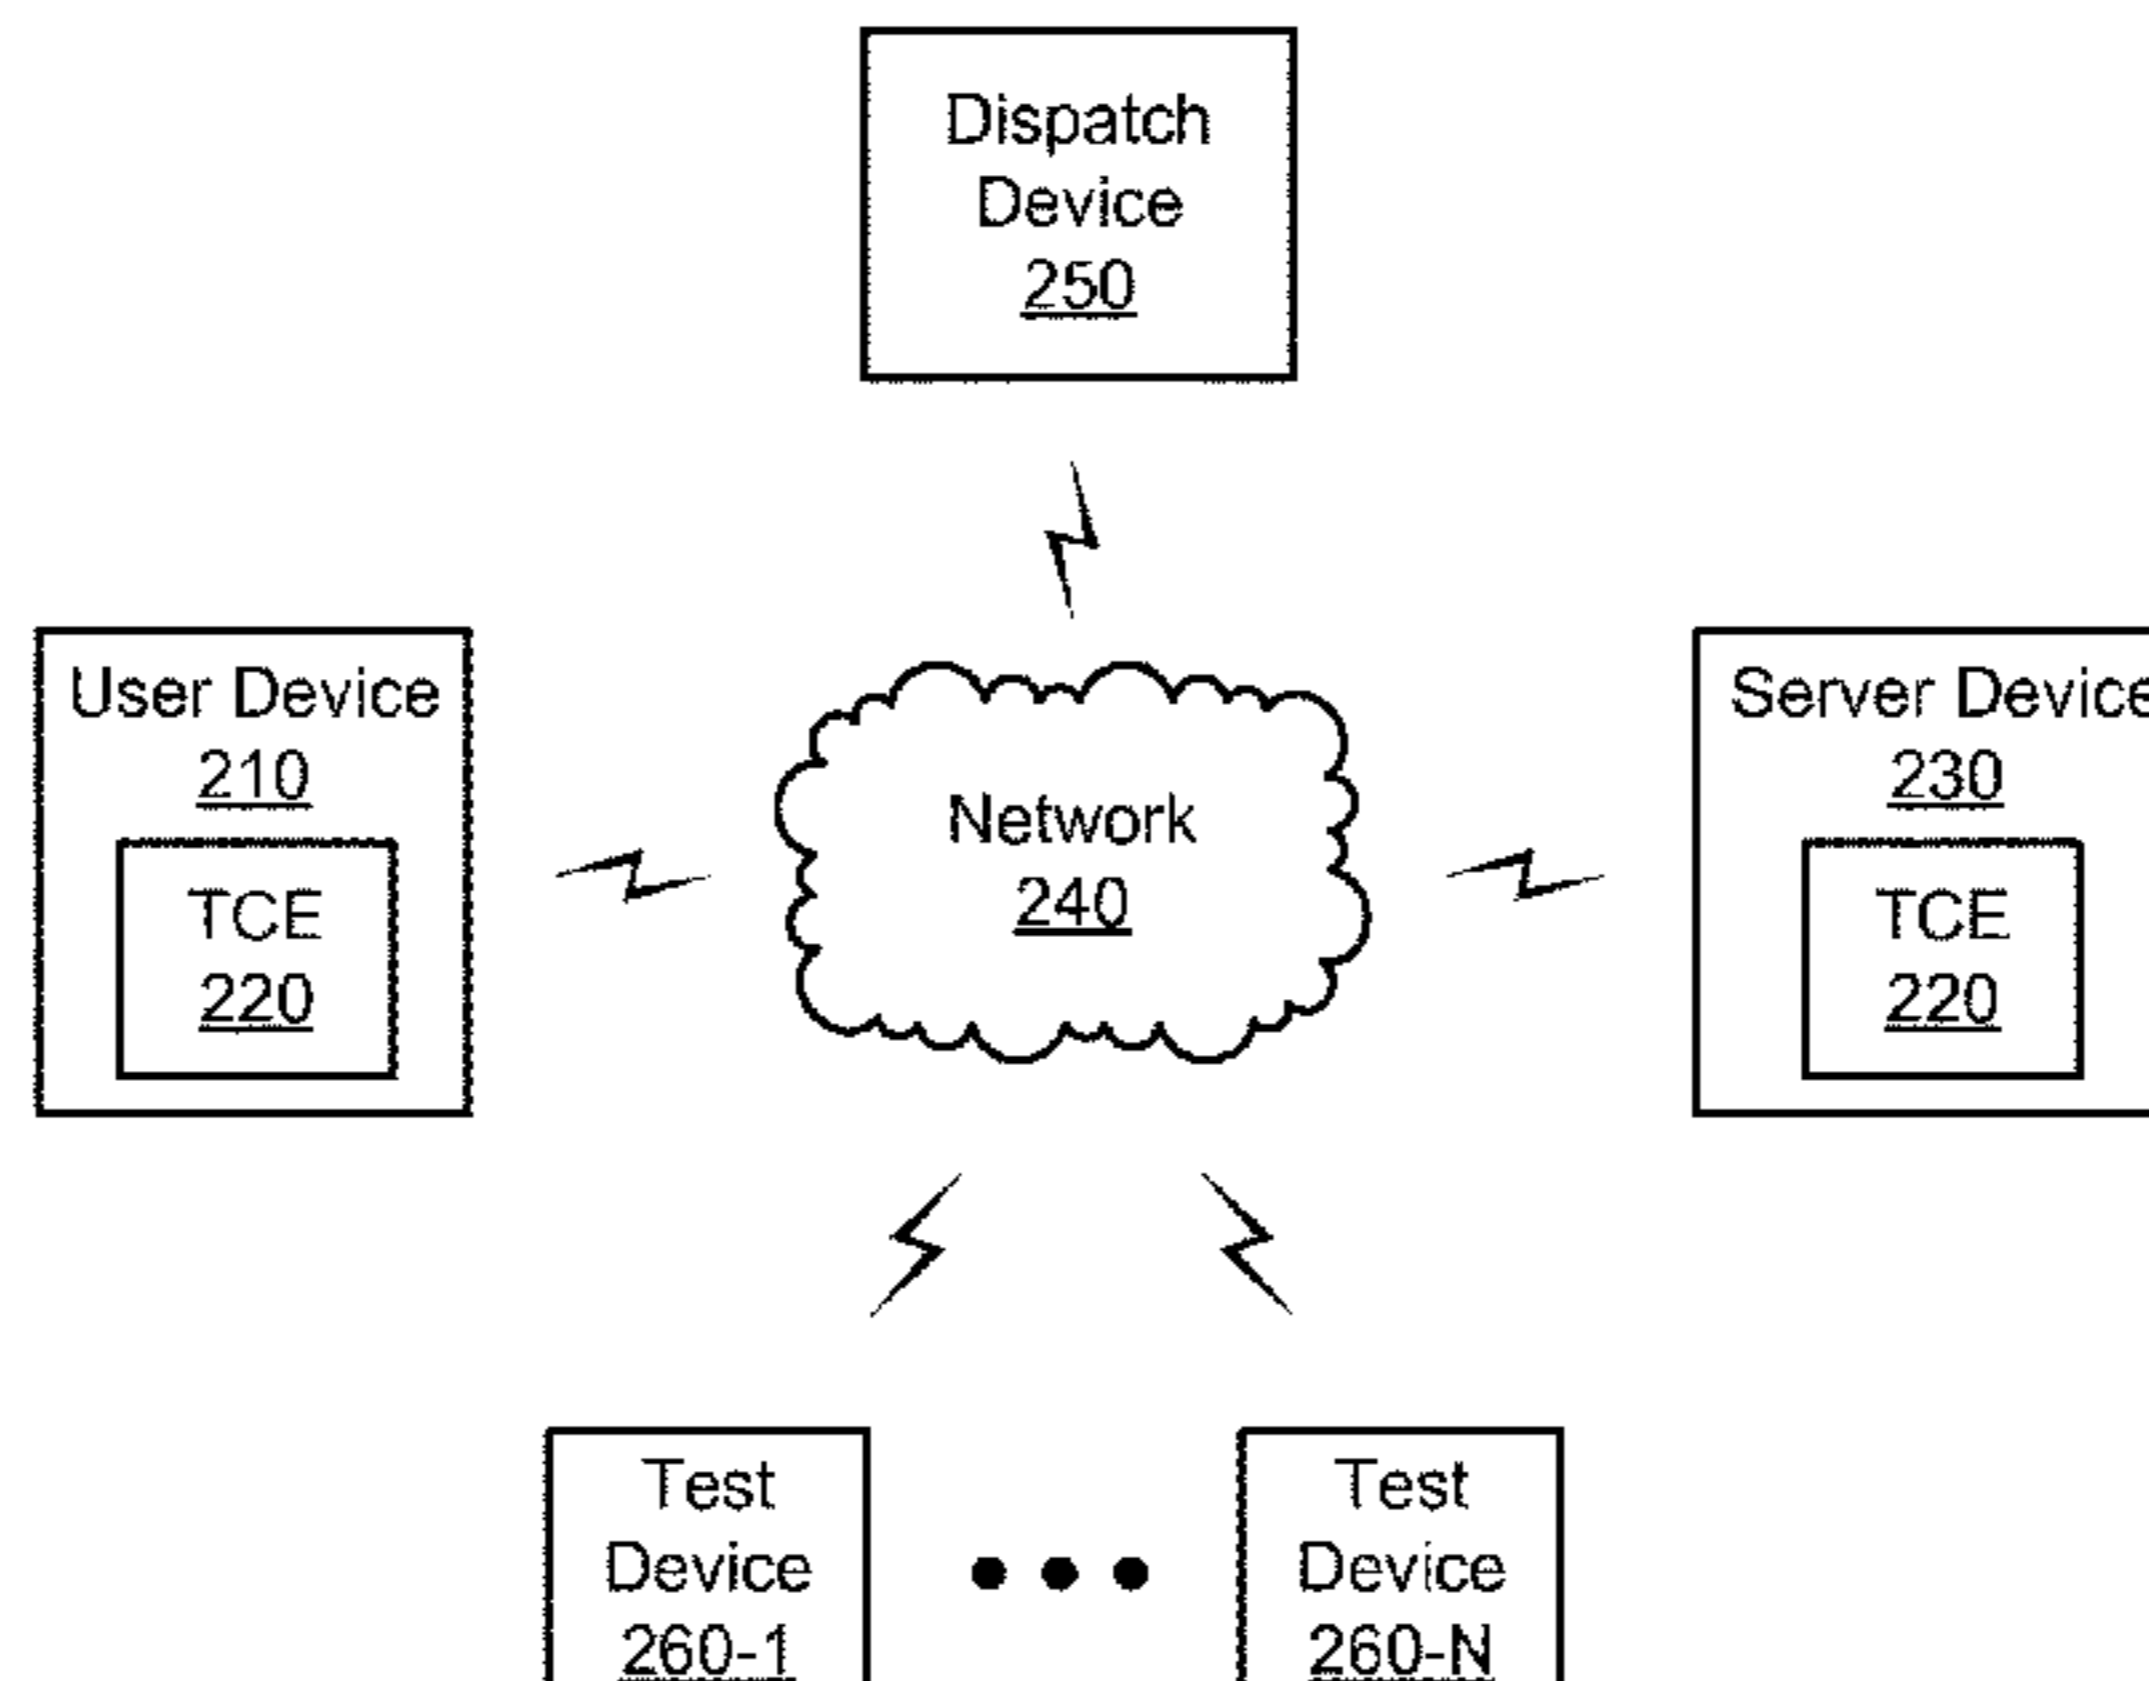 Dispatch
Device
250
User Device
210
TCE
220
Network
240
Server Device
230
TCE
220
Test
Device
260-1
Test
Device
260-N